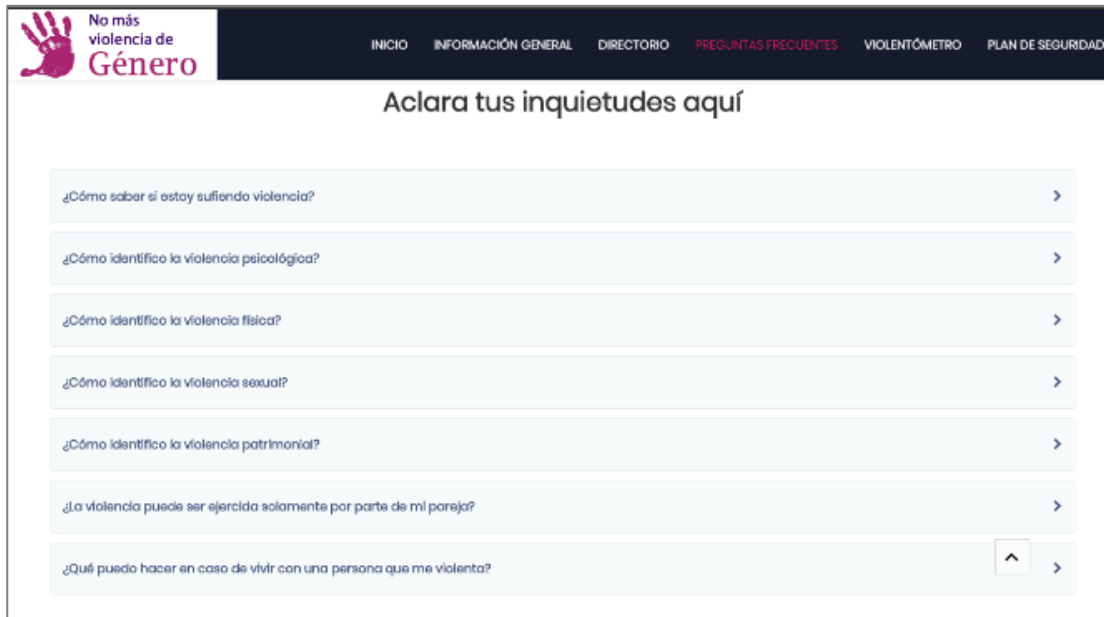 No más
violencia de
Género
INICIO INFORMACIÓN GENERAL DIRECTORIO PREGUNTAS FRECUENTES VIOLENTÓMETRO PLAN DE SEGURIDAD
Aclara tus inquietudes aquí
¿Cómo saber si estoy sufiendo violencia?
¿Cómo identifico la violencia psicológica?
¿Cómo identifico la violencia física?
¿Cómo identifico la violencia sexual?
¿Cómo identifico la violencia patrimonial?
¿La violencia puede ser ejercida solamente por parte de mi pareja?
¿Qué puedo hacer en caso de vivir con una persona que me violenta?